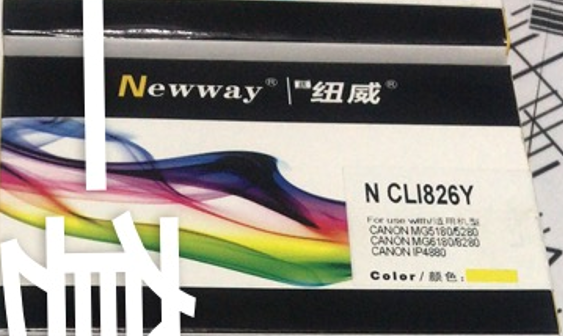 Newway® 纽威®
N CLI826Y
For use with/适用机型
CANON MG5180/5280
CANON MG6180/8280
CANON IP4880
Color/颜色: